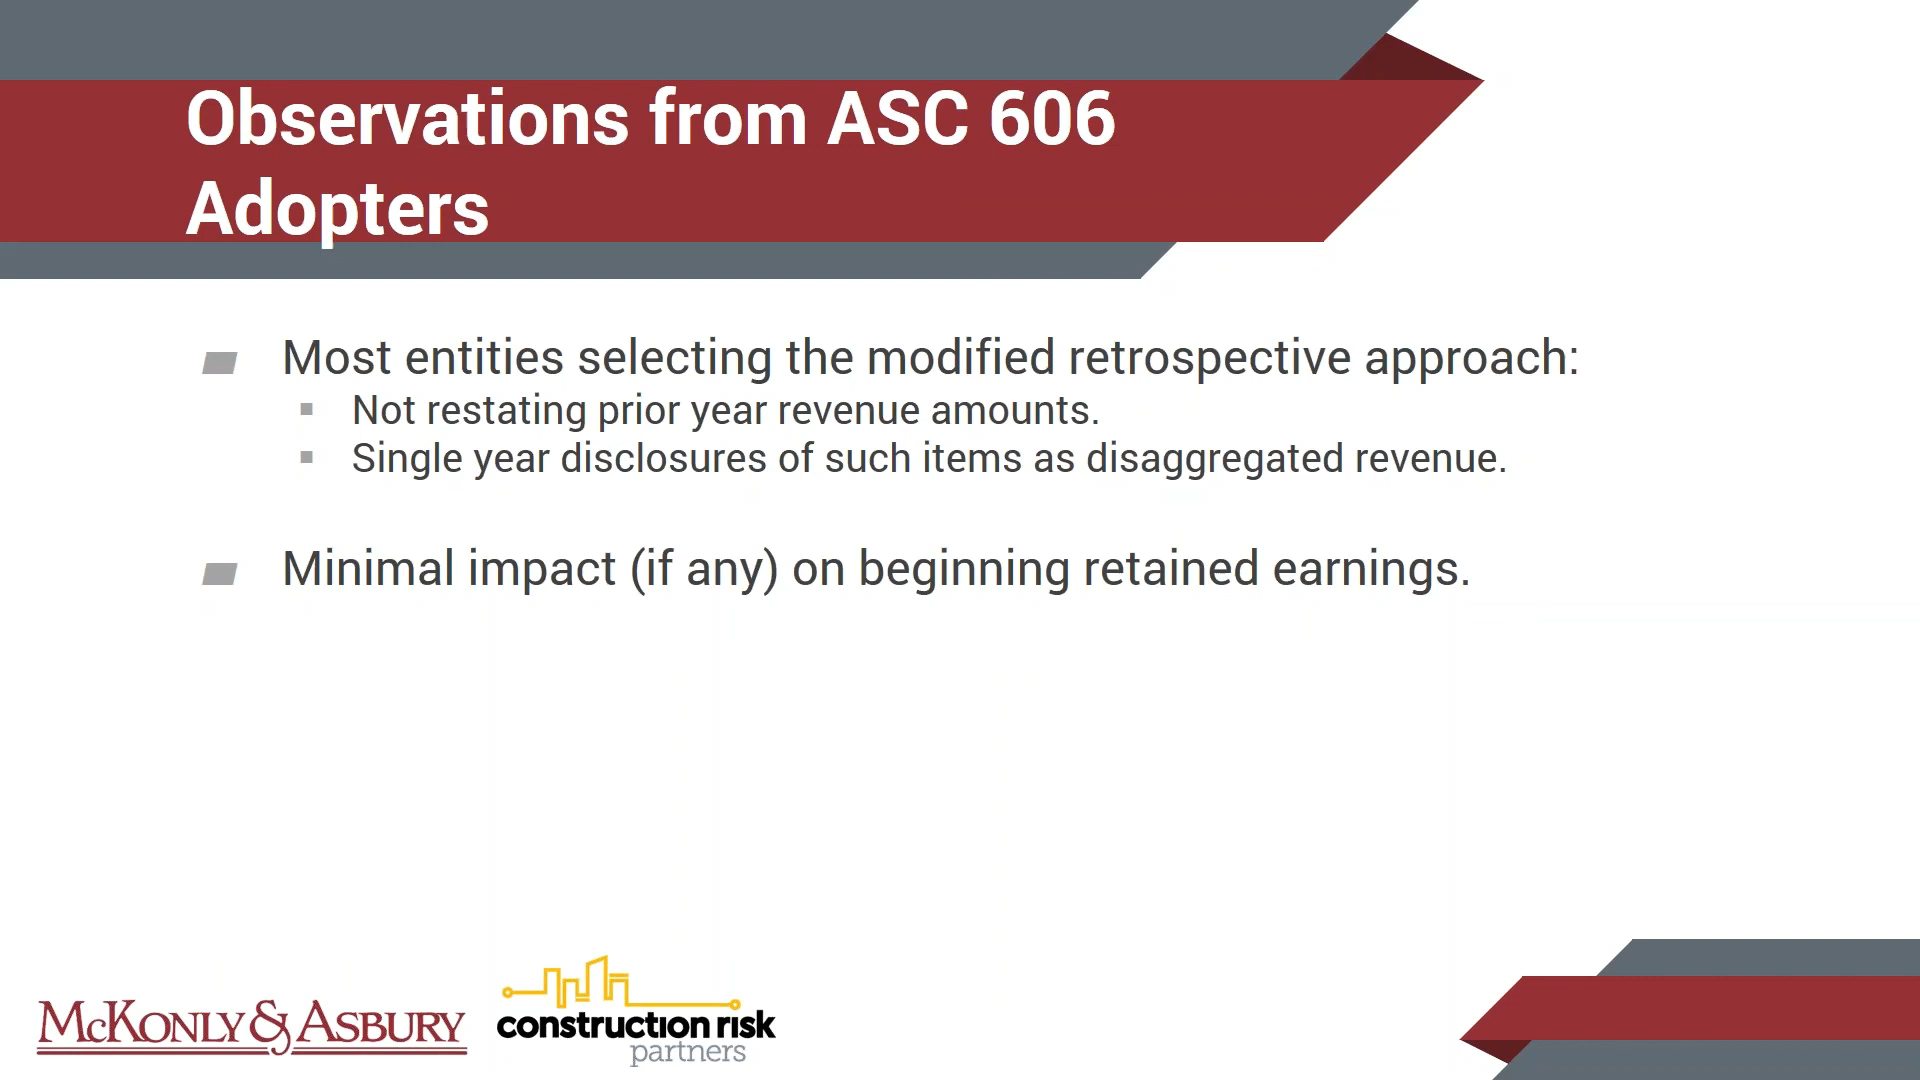 Observations from ASC 606
Adopters
Most entities selecting the modified retrospective approach:
Not restating prior year revenue amounts.
Single year disclosures of such items as disaggregated revenue.
Minimal impact (if any) on beginning retained earnings.
McKonly & Asbury
construction risk
partners